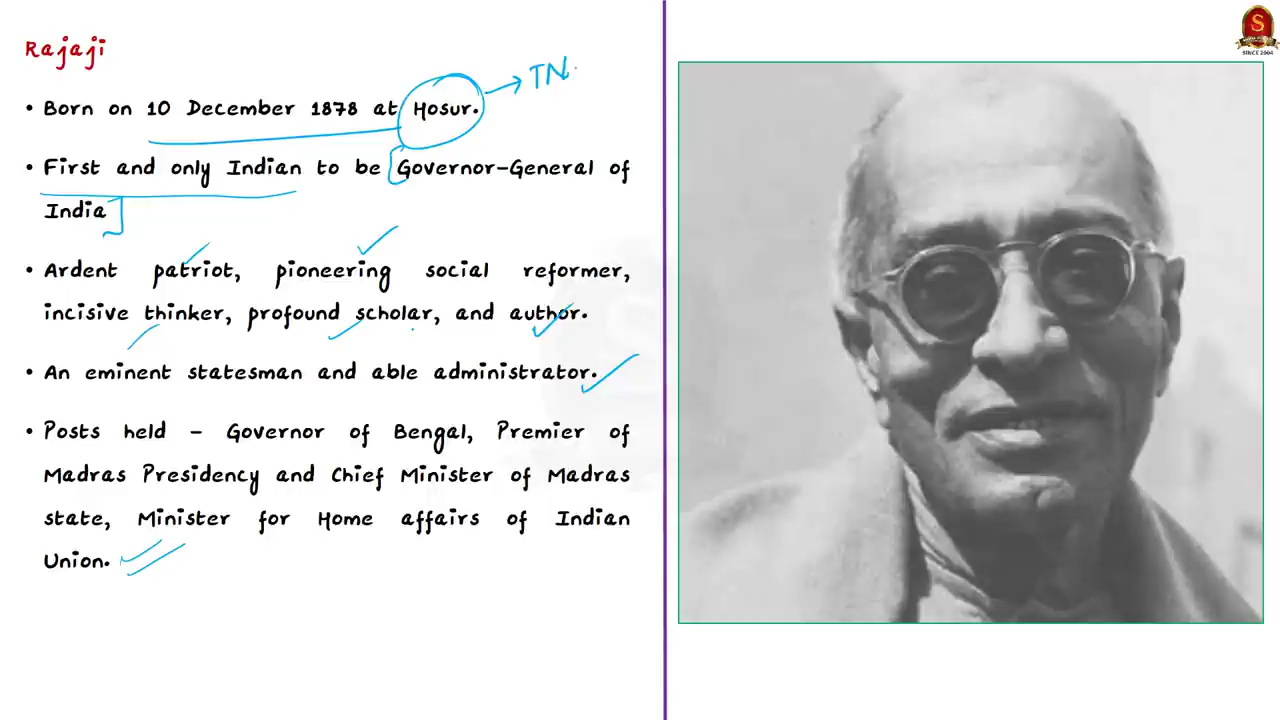 Rajaji
• Born on 10 December 1878 at Hosur. → TN.
• First and only Indian to be Governor-General of
India
• Ardent patriot, pioneering social reformer,
incisive thinker, profound scholar, and author.
• An eminent statesman and able administrator.
• Posts held – Governor of Bengal, Premier of
Madras Presidency and Chief Minister of Madras
state, Minister for Home affairs of Indian
Union.
S
SINCE 2004